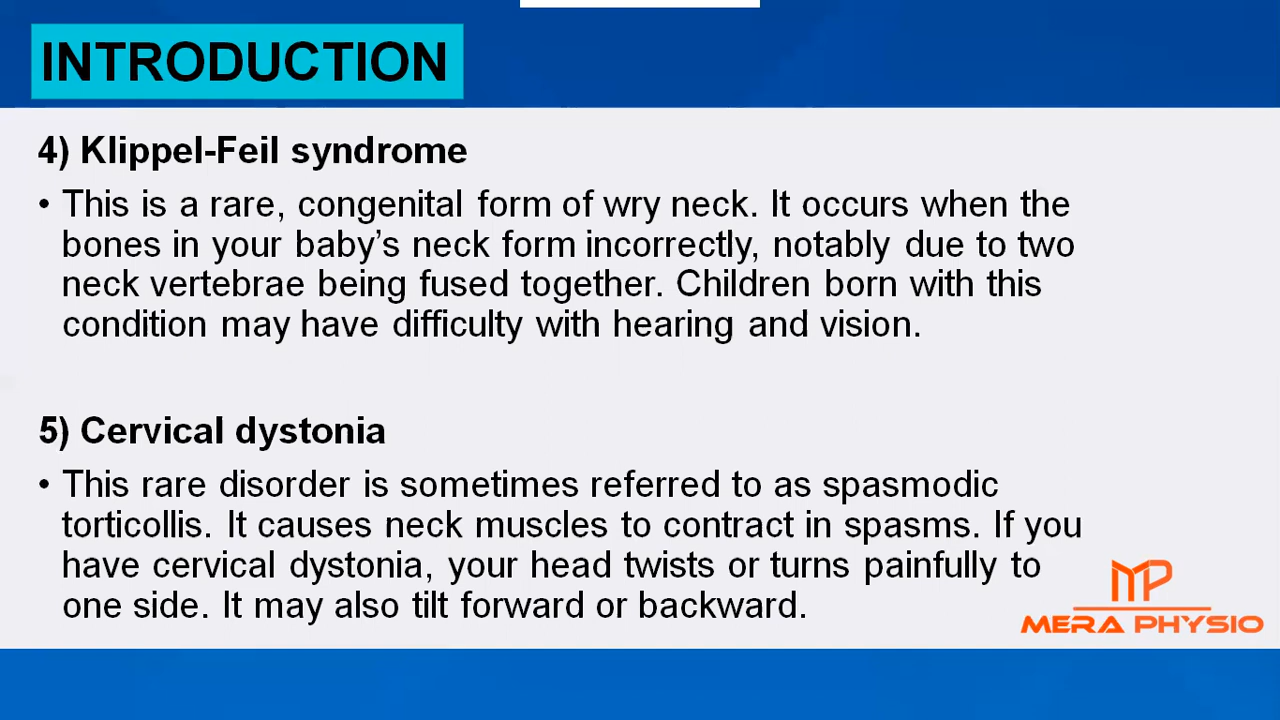 INTRODUCTION
4) Klippel-Feil syndrome
• This is a rare, congenital form of wry neck. It occurs when the
bones in your baby’s neck form incorrectly, notably due to two
neck vertebrae being fused together. Children born with this
condition may have difficulty with hearing and vision.
5) Cervical dystonia
• This rare disorder is sometimes referred to as spasmodic
torticollis. It causes neck muscles to contract in spasms. If you
have cervical dystonia, your head twists or turns painfully to
one side. It may also tilt forward or backward.
MP
MERA PHYSIO